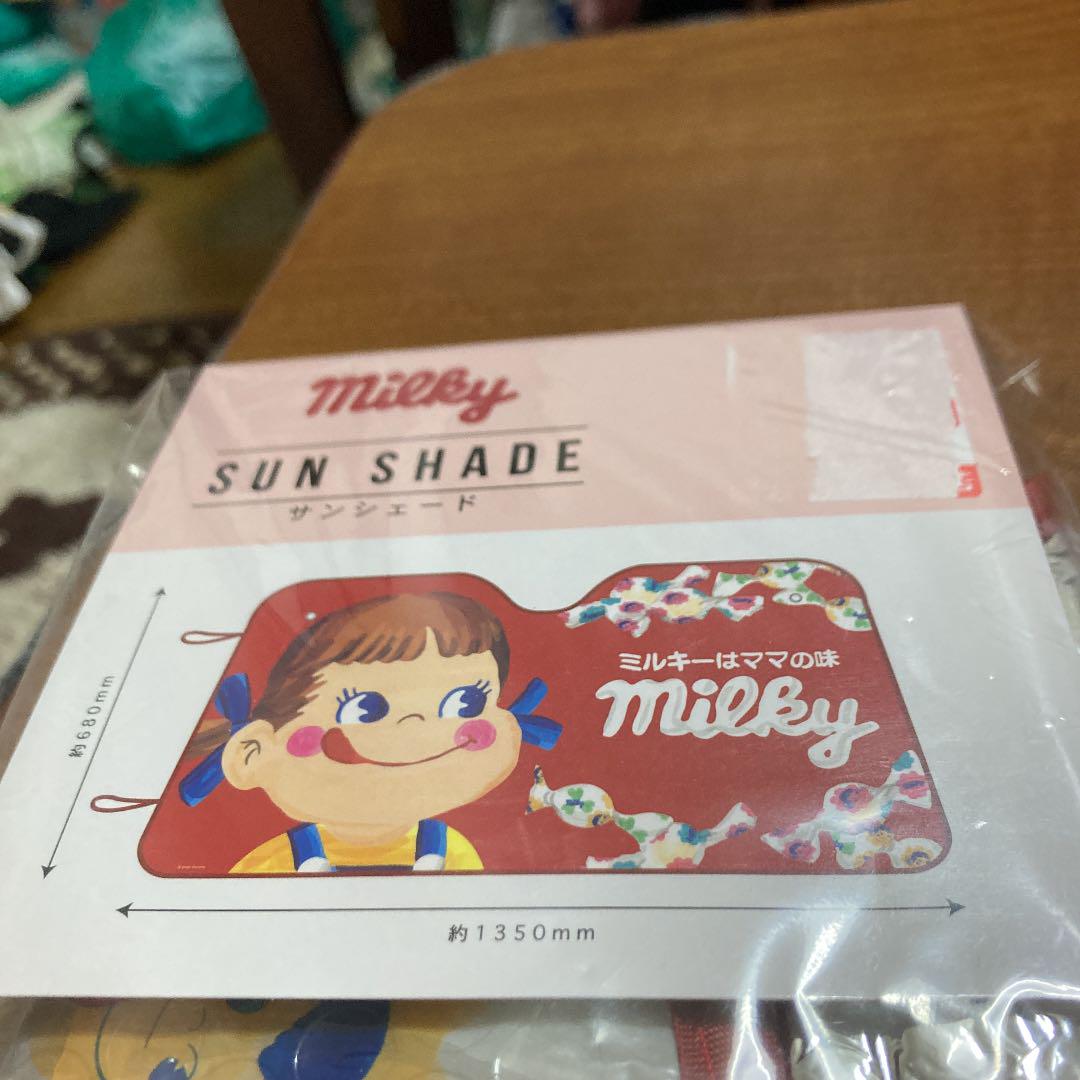 milky
SUN SHADE
サンシェード
約680mm
ミルキーはママの味
milky
約1350mm